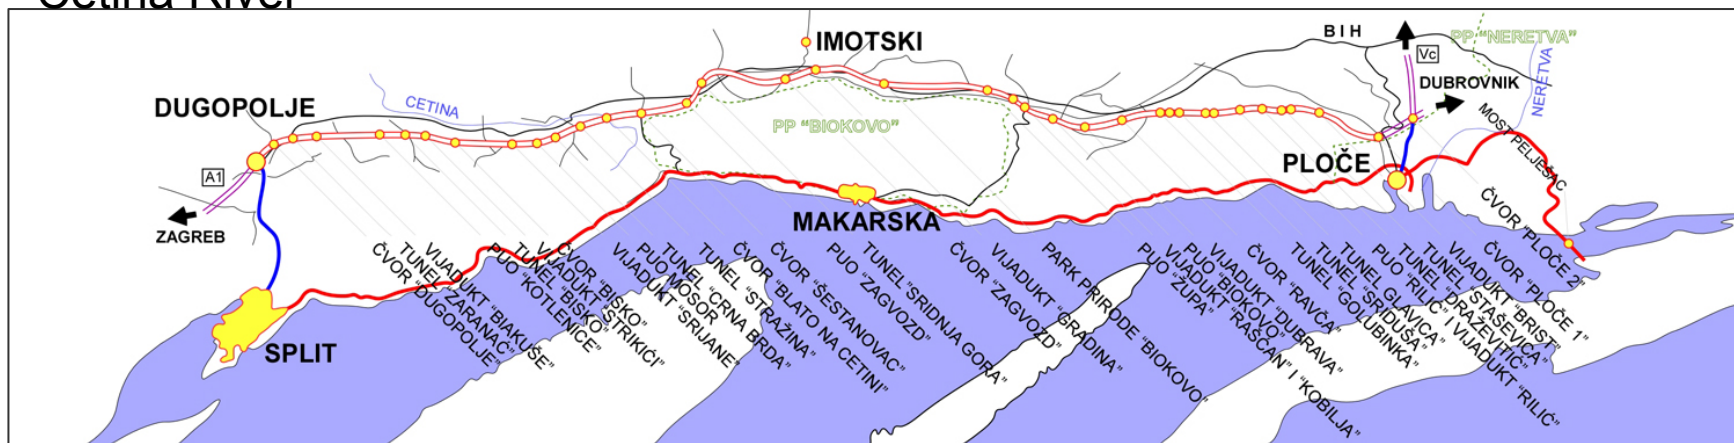 Cetina River
IMOTSKI
B I H
PP "NERETVA"
Vc
DUBROVNIK
NERETVA
DUGOPOLJE
CETINA
PP "BIOKOVO"
MOST PELJEŠAC
PLOČE
A1
ZAGREB
MAKARSKA
SPLIT
ČVOR "DUGOPOLJE"
TUNEL "ZARANAČ"
VIJADUKT "BIAKUŠE"
PUO "KOTLENICE"
TUNEL "BISKO"
VIJADUKT "STRIKIĆI"
ČVOR "BISKO"
VIJADUKT "SRIJANE"
PUO "MOSOR"
TUNEL "CRNA BRDA"
TUNEL "STRAŽINA"
ČVOR "BLATO NA CETINI"
ČVOR "ŠESTANOVAC"
PUO "ZAGVOZD"
TUNEL "SRIDNJA GORA"
ČVOR "ZAGVOZD"
VIJADUKT "GRADINA"
PARK PRIRODE "BIOKOVO"
PUO "ŽUPA"
VIJADUKT "RAŠČAN" I "KOBILJA"
PUO "BIOKOVO"
VIJADUKT "DUBRAVA"
ČVOR "RAVČA"
TUNEL "GOLUBINKA"
TUNEL "SRIDUŠA"
TUNEL GLAVICA"
PUO "RILIĆ" I VIJADUKT "RILIĆ"
TUNEL "DRAŽEVITIĆ"
TUNEL "STAŠEVICA"
VIJADUKT "BRIST"
ČVOR "PLOČE 1"
ČVOR "PLOČE 2"